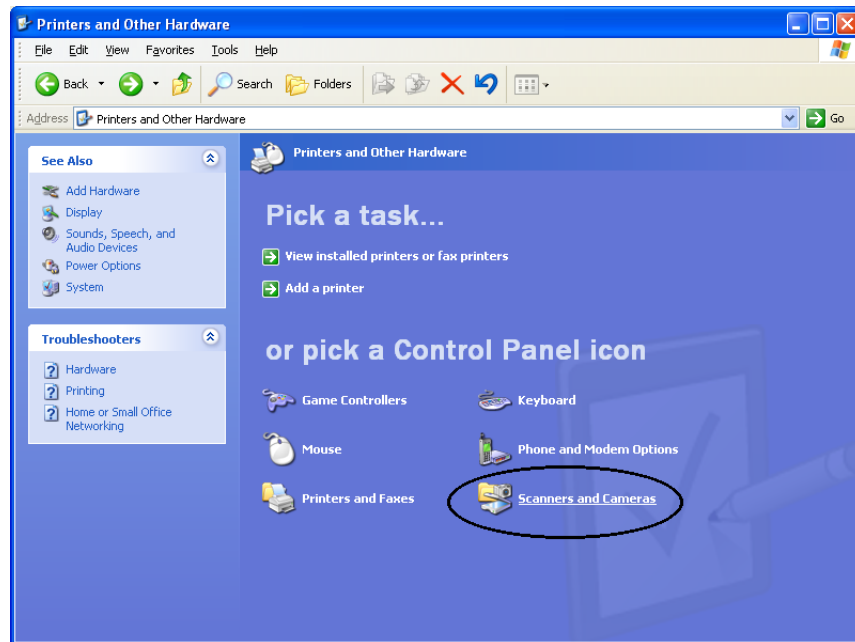 Printers and Other Hardware
File Edit View Favorites Tools Help
Back Search Folders
Address Printers and Other Hardware Go
See Also
Add Hardware
Display
Sounds, Speech, and
Audio Devices
Power Options
System
Troubleshooters
Hardware
Printing
Home or Small Office
Networking
Printers and Other Hardware
Pick a task...
View installed printers or fax printers
Add a printer
or pick a Control Panel icon
Game Controllers
Keyboard
Mouse
Phone and Modem Options
Printers and Faxes
Scanners and Cameras